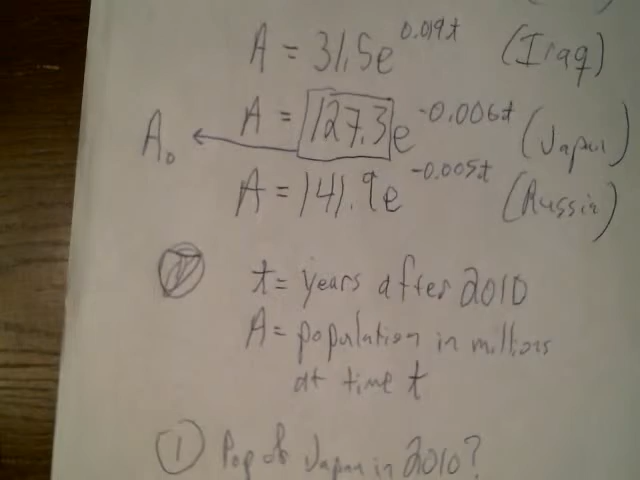 A = 31.5e^0.019t (Iraq)
A = 127.3e^-0.006t (Japan)
A₀
A = 141.9e^-0.005t (Russia)
t = years after 2010
A = population in millions
at time t
1 Pop of Japan in 2010?